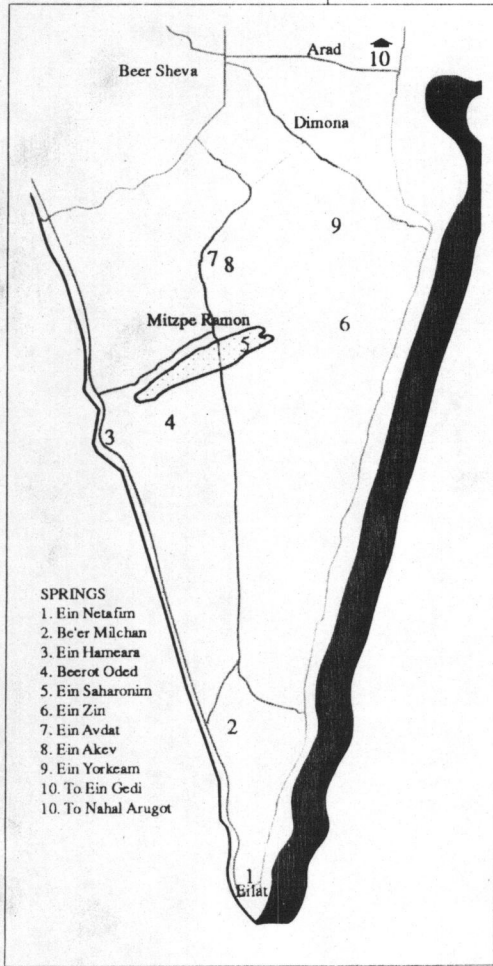 Arad
10
Beer Sheva
Dimona
9
7
8
Mitzpe Ramon
6
5
4
3
SPRINGS
1. Ein Netafim
2. Be'er Milchan
3. Ein Hameara
4. Beerot Oded
5. Ein Saharonim
6. Ein Zin
7. Ein Avdat
8. Ein Akev
9. Ein Yorkeam
10. To Ein Gedi
10. To Nahal Arugot
2
1
Eilat